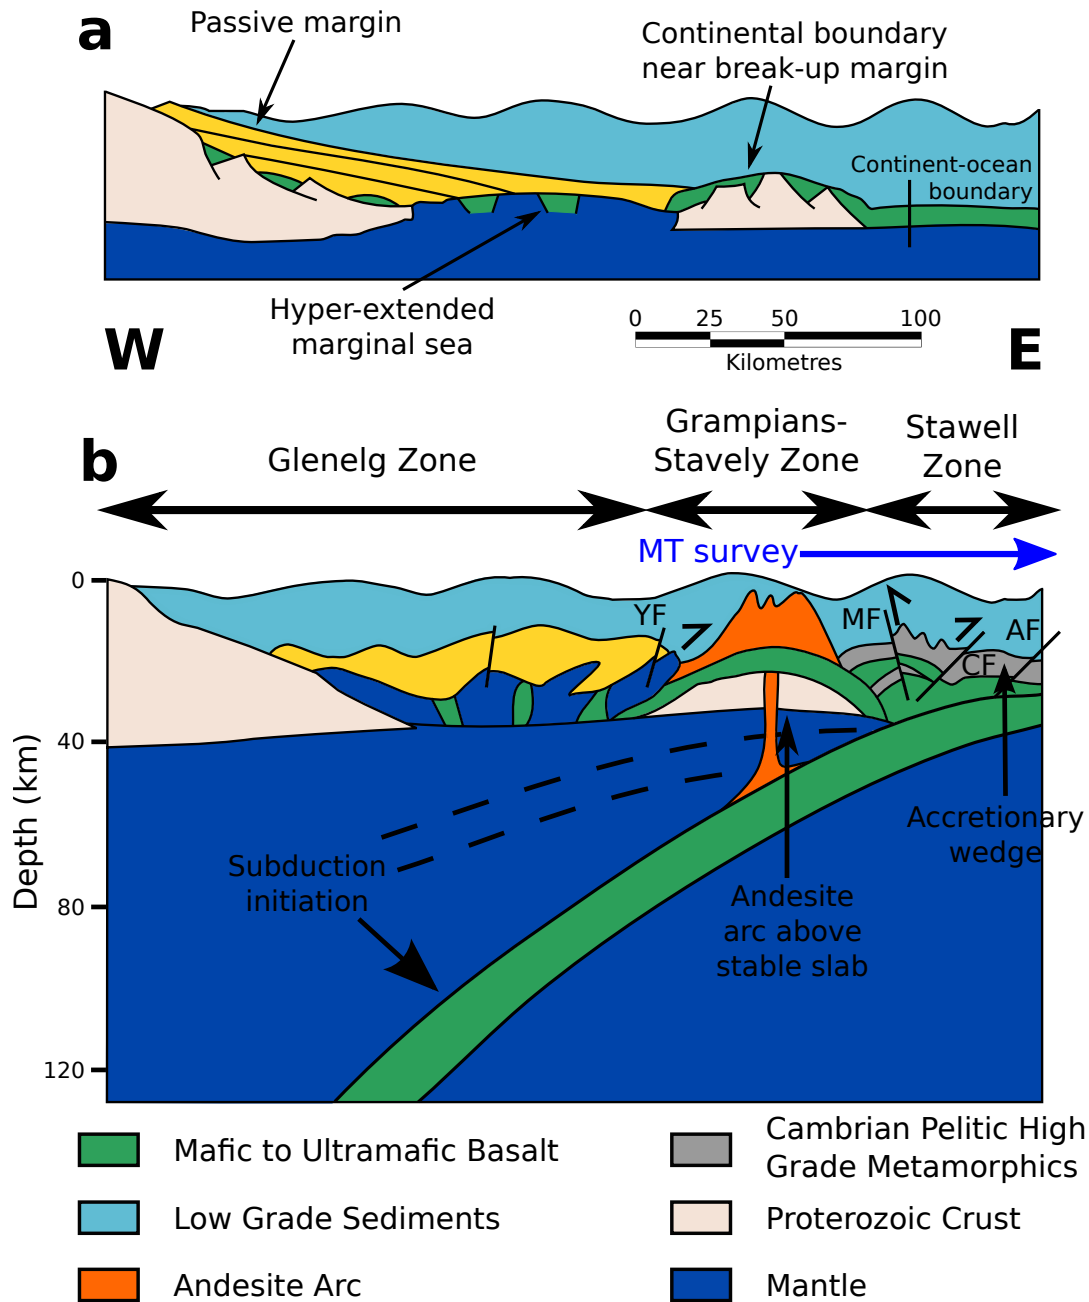 a
Passive margin
Continental boundary
near break-up margin
Continent-ocean
boundary
Hyper-extended
marginal sea
W
0 25 50 100
Kilometres
E
b
Glenelg Zone
Grampians-
Stavely Zone
Stawell
Zone
MT survey
0
40
80
120
Depth (km)
YF
MF
CF
AF
Subduction
initiation
Andesite
arc above
stable slab
Accretionary
wedge
Mafic to Ultramafic Basalt
Low Grade Sediments
Andesite Arc
Cambrian Pelitic High
Grade Metamorphics
Proterozoic Crust
Mantle